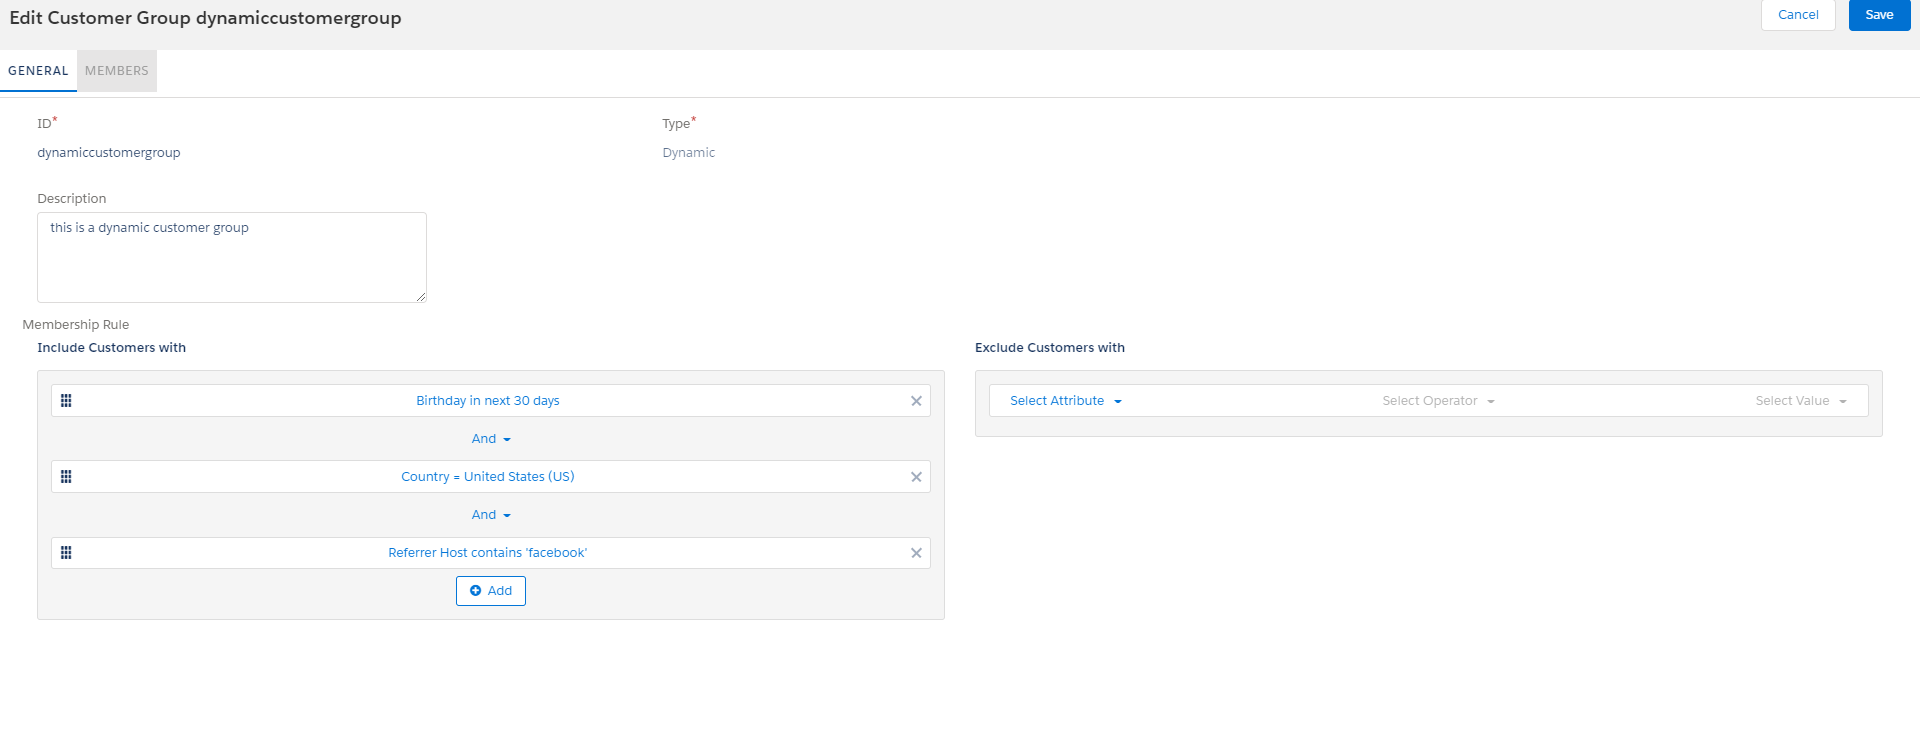 Edit Customer Group dynamiccustomergroup
Cancel
Save
GENERAL
MEMBERS
ID*
Type*
dynamiccustomergroup
Dynamic
Description
this is a dynamic customer group
Membership Rule
Include Customers with
Exclude Customers with
Birthday in next 30 days
Select Attribute
Select Operator
Select Value
And
Country = United States (US)
And
Referrer Host contains 'facebook'
Add